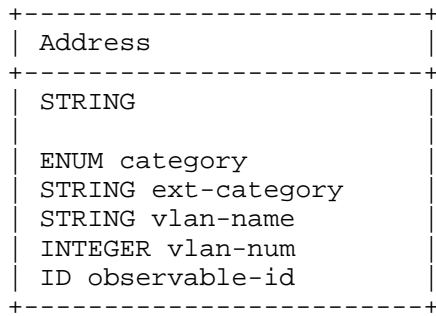 Address
STRING
ENUM category
STRING ext-category
STRING vlan-name
INTEGER vlan-num
ID observable-id